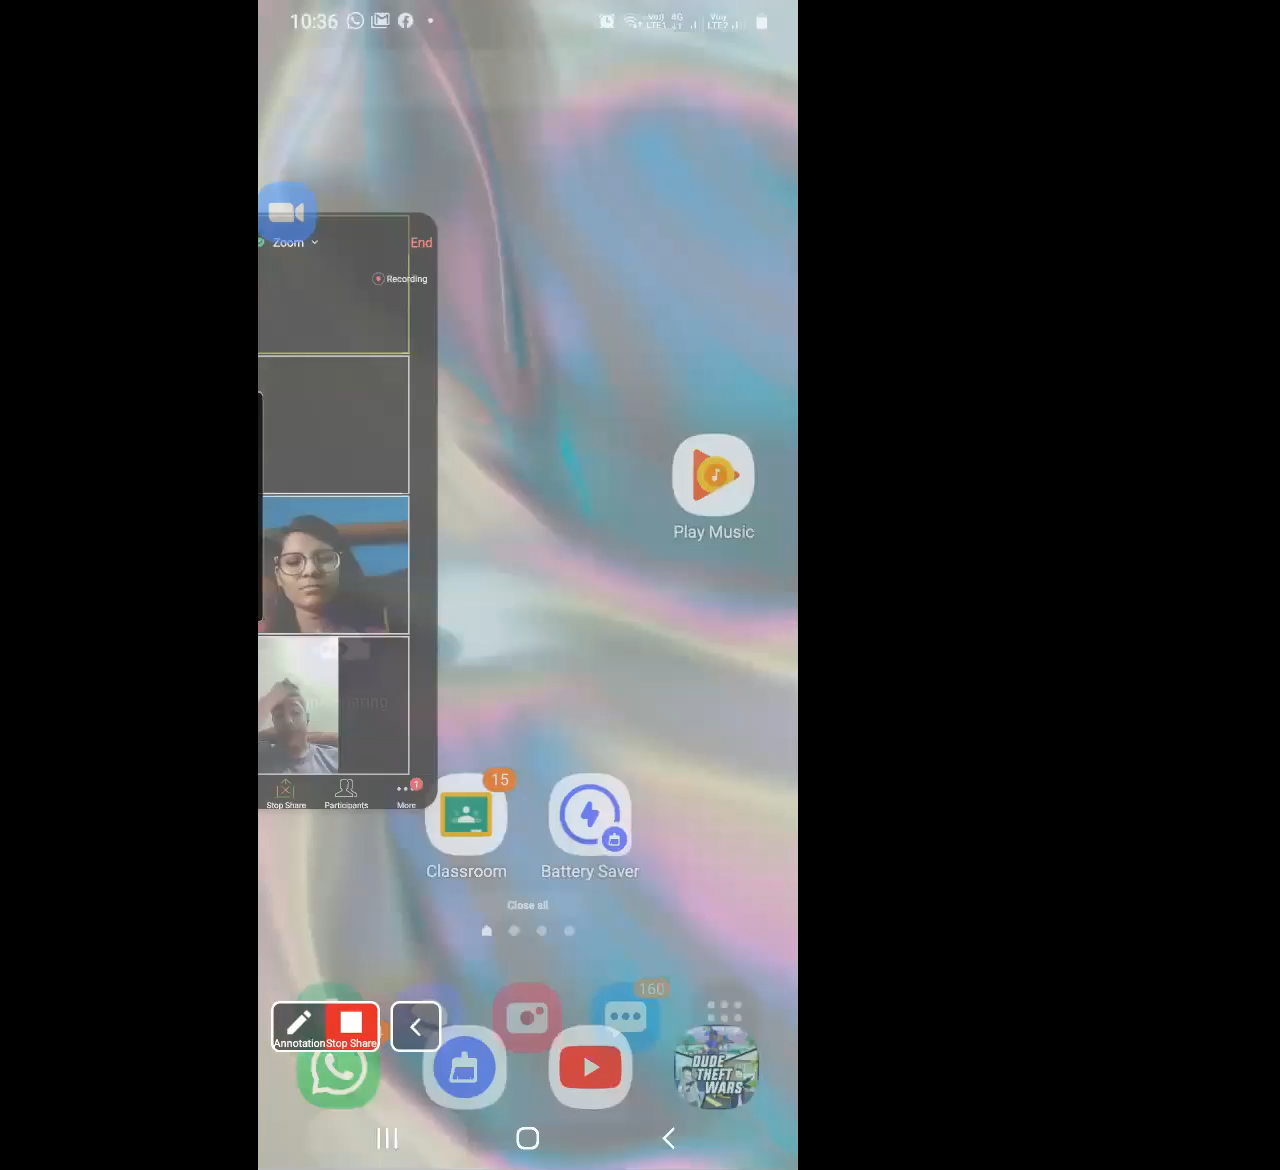 10:36
Zoom
End
Recording
Play Music
Stop Share
Participants
More
1
15
Classroom
Battery Saver
Close all
160
Annotation
Stop Share
DUDE
THEFT
WARS